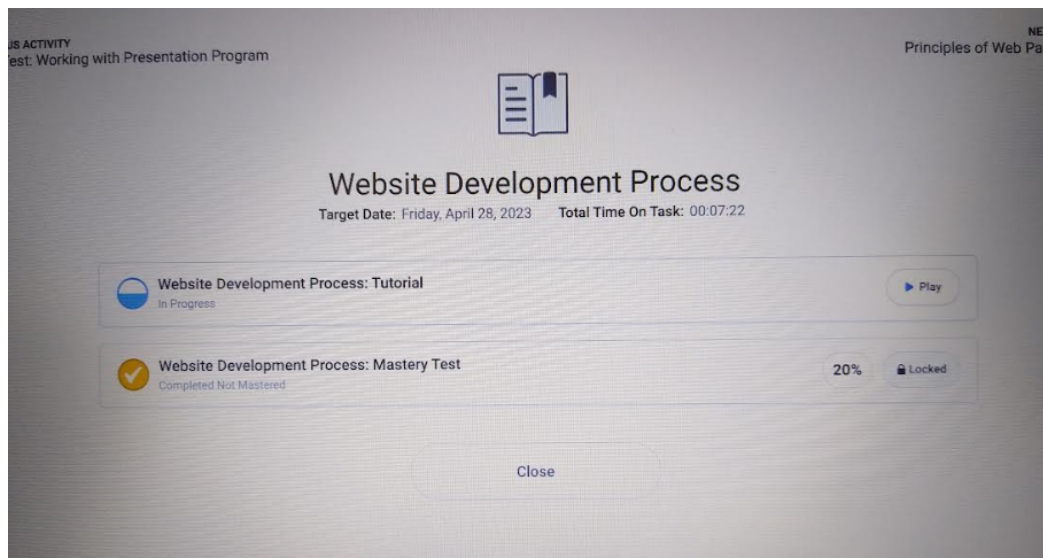 US ACTIVITY
est: Working with Presentation Program
NE
Principles of Web Pa
Website Development Process
Target Date: Friday, April 28, 2023 Total Time On Task: 00:07:22
Website Development Process: Tutorial
In Progress
Play
Website Development Process: Mastery Test
Completed Not Mastered
20%
Locked
Close